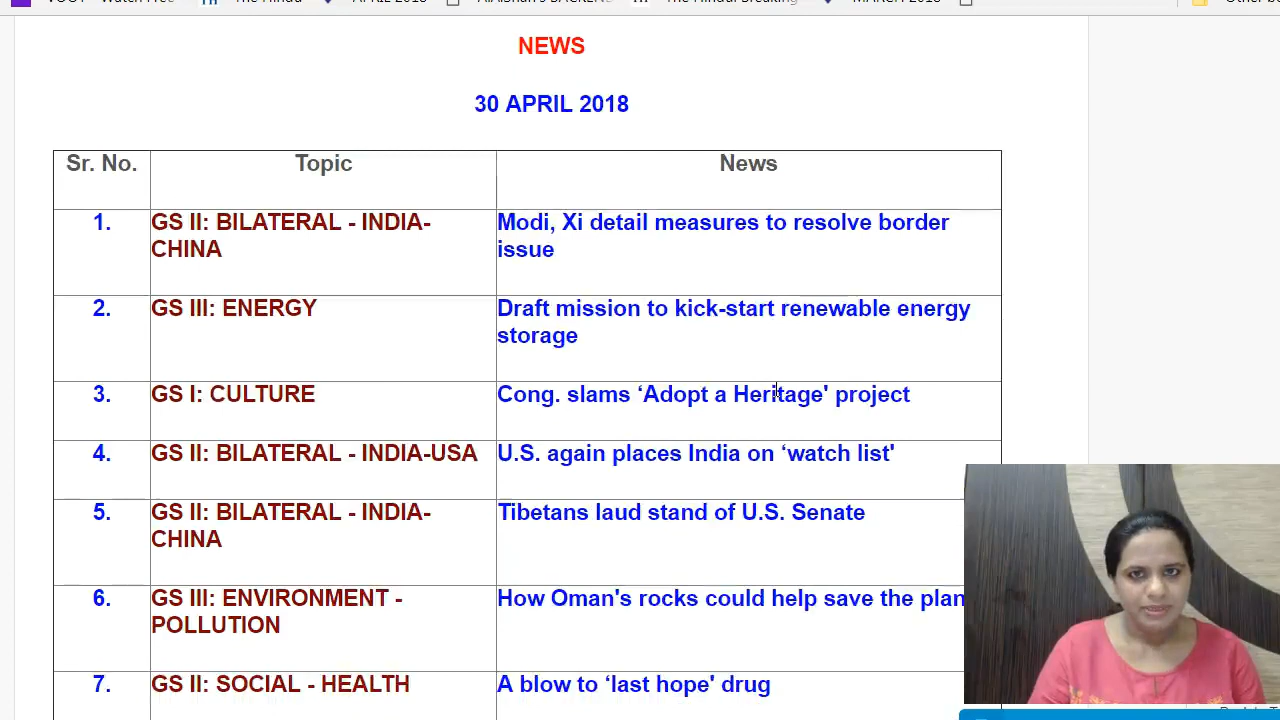 NEWS
30 APRIL 2018
Sr. No. Topic News
1. GS II: BILATERAL - INDIA- Modi, Xi detail measures to resolve border
CHINA issue
2. GS III: ENERGY Draft mission to kick-start renewable energy
storage
3. GS I: CULTURE Cong. slams ‘Adopt a Heritage' project
4. GS II: BILATERAL - INDIA-USA U.S. again places India on ‘watch list'
5. GS II: BILATERAL - INDIA- Tibetans laud stand of U.S. Senate
CHINA
6. GS III: ENVIRONMENT - How Oman's rocks could help save the plan
POLLUTION
7. GS II: SOCIAL - HEALTH A blow to ‘last hope' drug